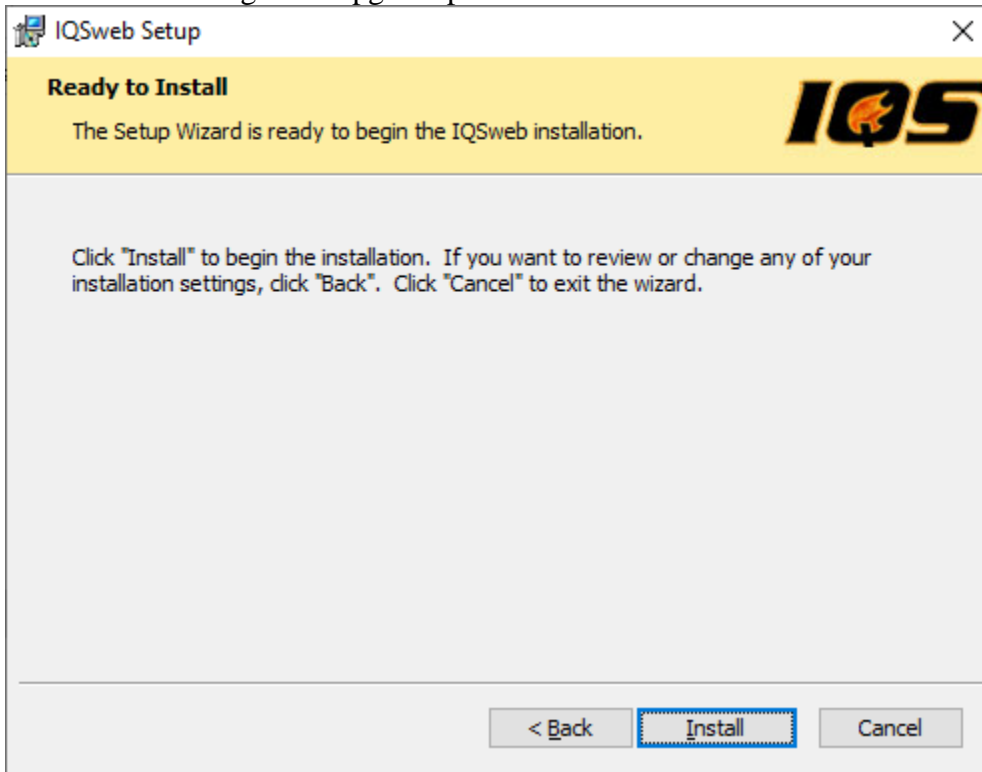 IQSweb Setup
Ready to Install
The Setup Wizard is ready to begin the IQSweb installation.
IQS
Click "Install" to begin the installation. If you want to review or change any of your
installation settings, click "Back". Click "Cancel" to exit the wizard.
< Back Install Cancel